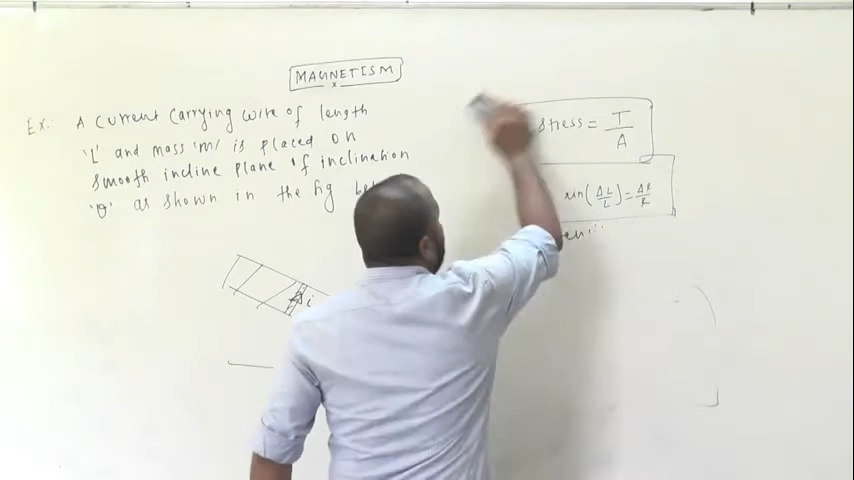 MAGNETISM
x
Ex: A current carrying wire of length
'L' and mass 'm' is placed on
smooth incline plane of inclination
'θ' as shown in the fig
i
stress = T/A
(ΔL/L) =